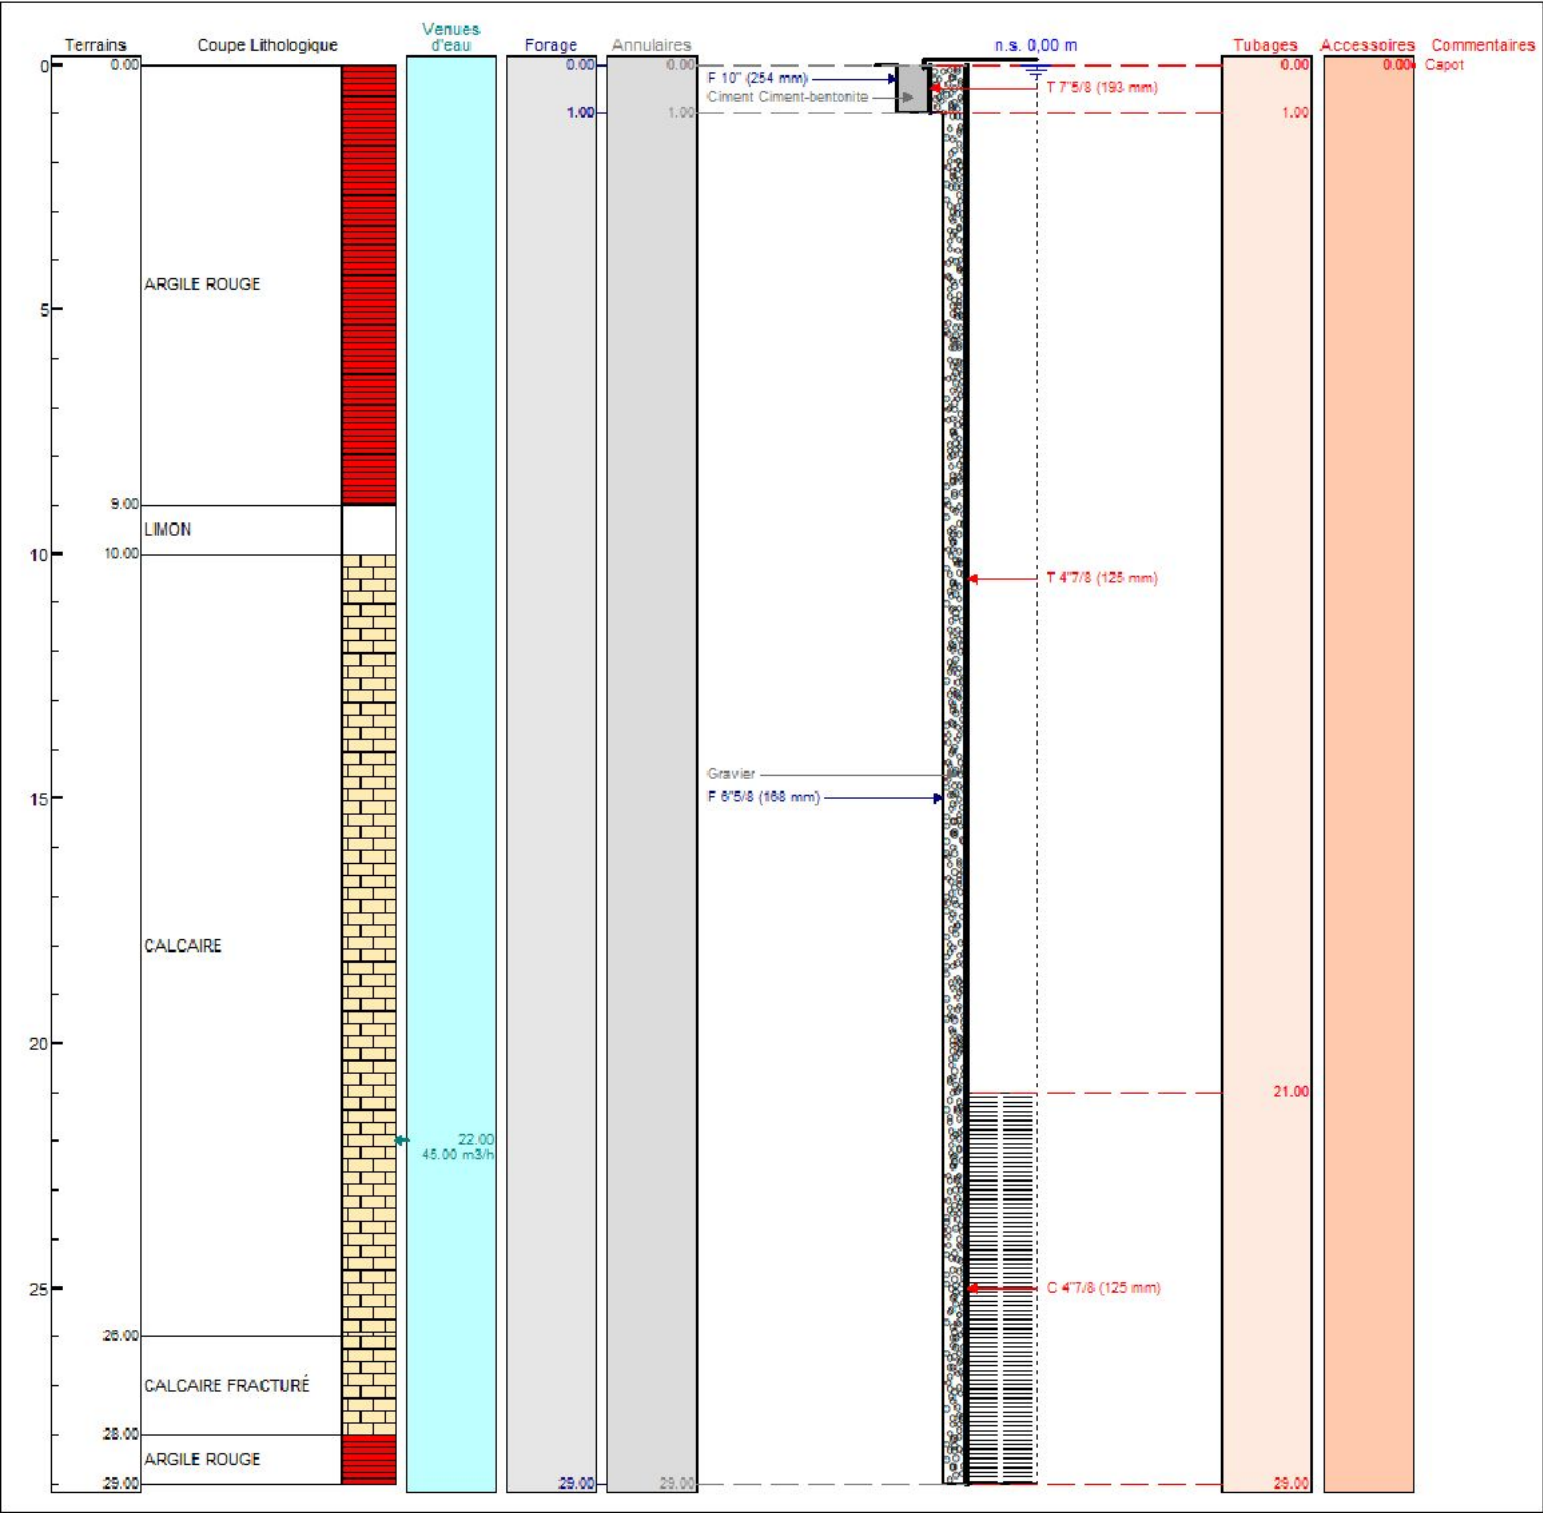 Terrains Coupe Lithologique Venues d'eau Forage Annulaires n.s. 0,00 m Tubages Accessoires Commentaires
0 0.00 0.00 0.00 0.00 0.00 Capot
F 10" (254 mm)
T 7"5/8 (193 mm)
Ciment Ciment-bentonite
1.00 1.00 1.00
ARGILE ROUGE
5
9.00
LIMON
10 10.00
T 4"7/8 (125 mm)
Gravier
15 F 6"5/8 (168 mm)
CALCAIRE
20
21.00
22.00
45.00 m3/h
25 C 4"7/8 (125 mm)
26.00
CALCAIRE FRACTURÉ
28.00
ARGILE ROUGE
29.00 29.00 29.00 29.00